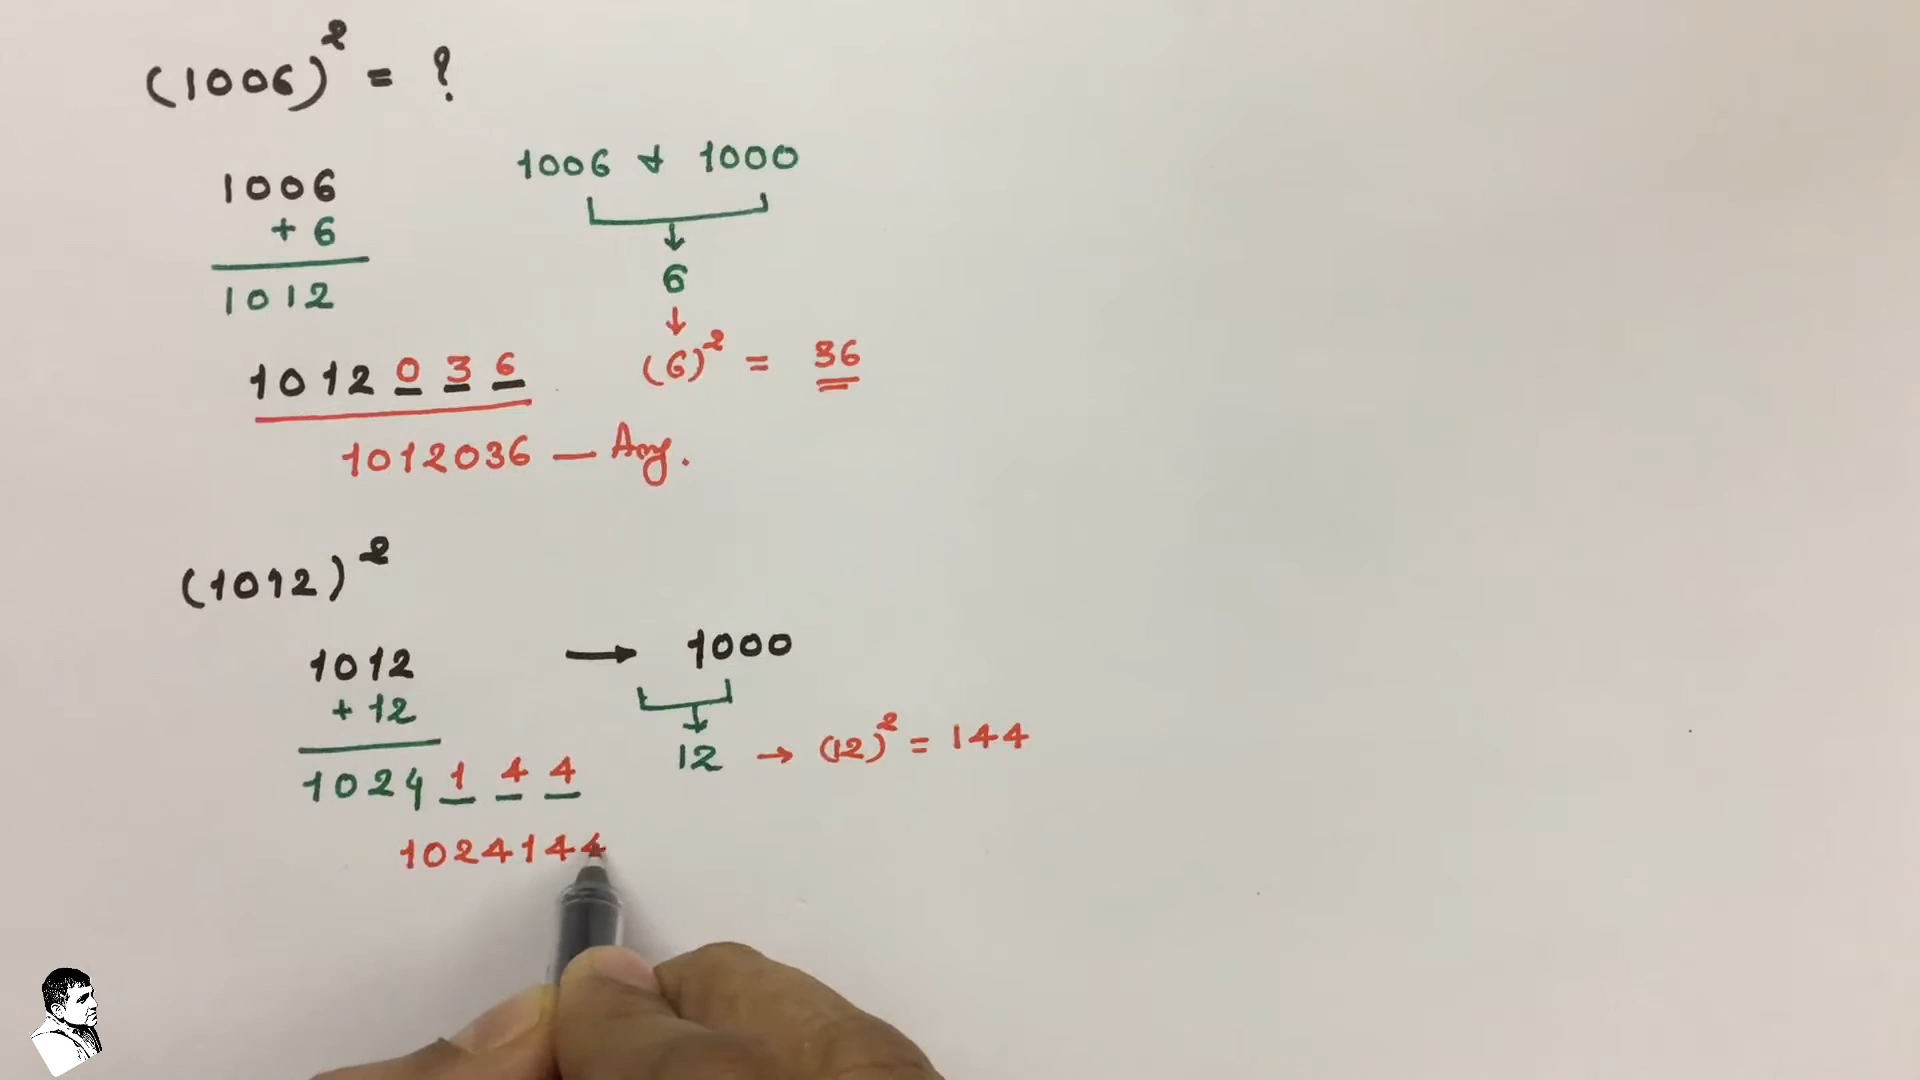 (1006)² = ?
1006
+ 6
1012
1006 & 1000
6
(6)² = 36
1012 0 3 6
1012036 — Ans.
(1012)²
1012 → 1000
+ 12
12 → (12)² = 144
1024 1 4 4
1024144